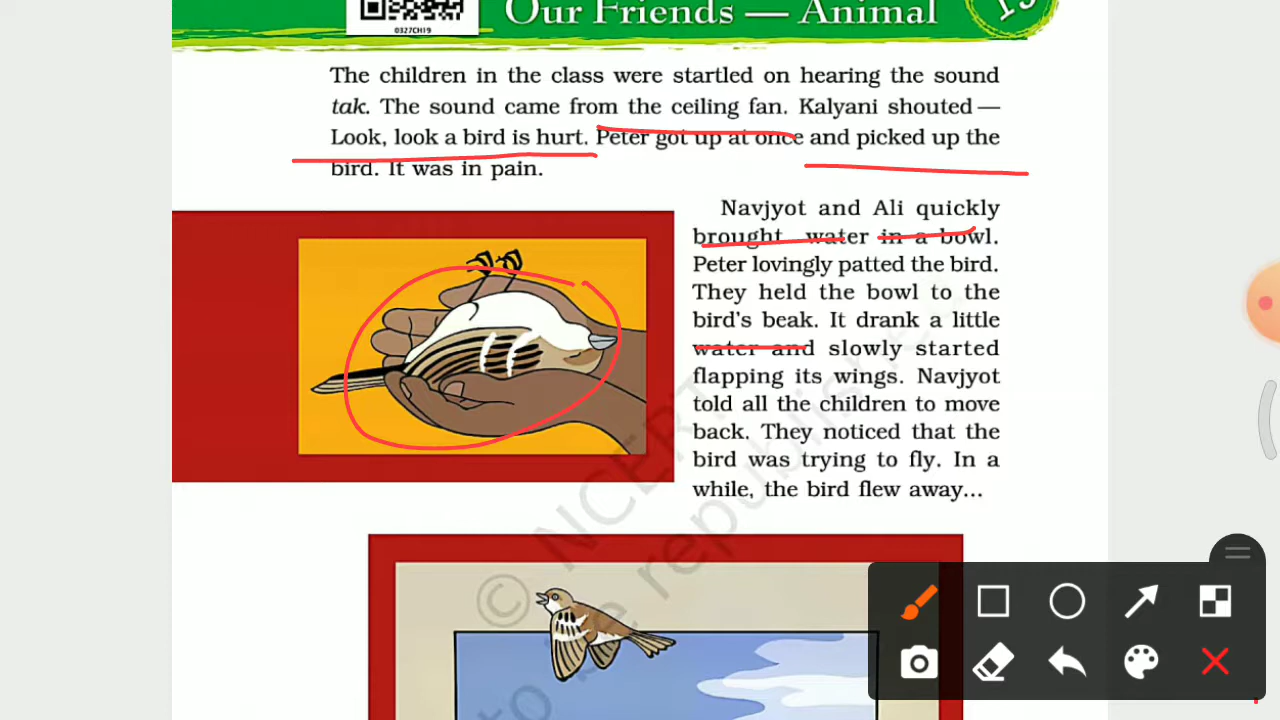 Our Friends — Animal
0327CH19
The children in the class were startled on hearing the sound
tak. The sound came from the ceiling fan. Kalyani shouted —
Look, look a bird is hurt. Peter got up at once and picked up the
bird. It was in pain.
Navjyot and Ali quickly
brought water in a bowl.
Peter lovingly patted the bird.
They held the bowl to the
bird's beak. It drank a little
water and slowly started
flapping its wings. Navjyot
told all the children to move
back. They noticed that the
bird was trying to fly. In a
while, the bird flew away...
© NCERT
to be republished